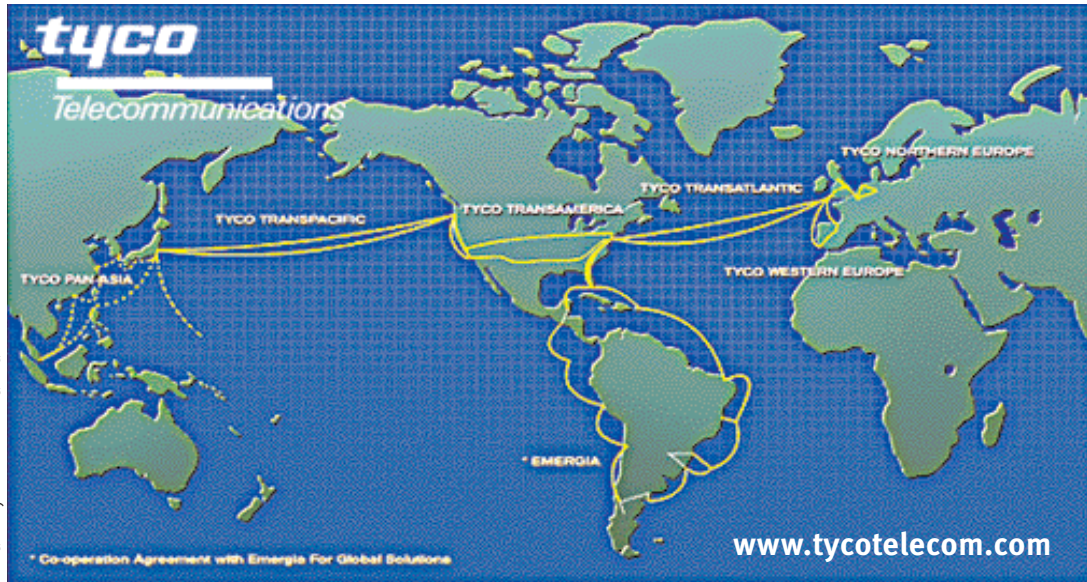 tyco
Telecommunications
TYCO NORTHERN EUROPE
TYCO TRANSATLANTIC
TYCO TRANSAMERICA
TYCO TRANSPACIFIC
TYCO PAN ASIA
TYCO WESTERN EUROPE
* EMERGIA
www.tycotelecom.com
* Co-operation Agreement with Emergia For Global Solutions